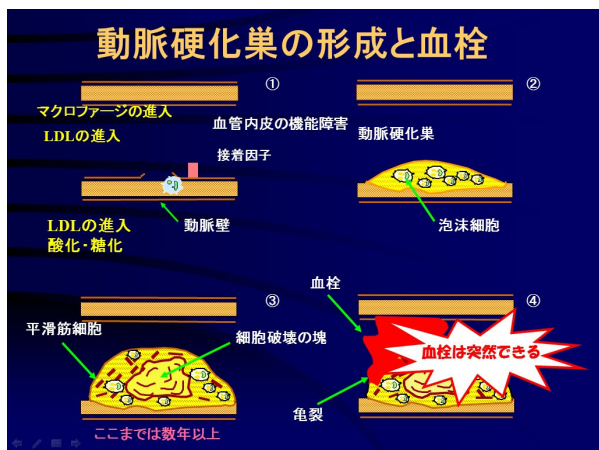 動脈硬化巣の形成と血栓
①
マクロファージの進入
LDLの進入
血管内皮の機能障害
接着因子
LDLの進入
酸化・糖化
動脈壁
②
動脈硬化巣
泡沫細胞
③
平滑筋細胞
細胞破壊の塊
ここまでは数年以上
血栓
④
血栓は突然できる
亀裂